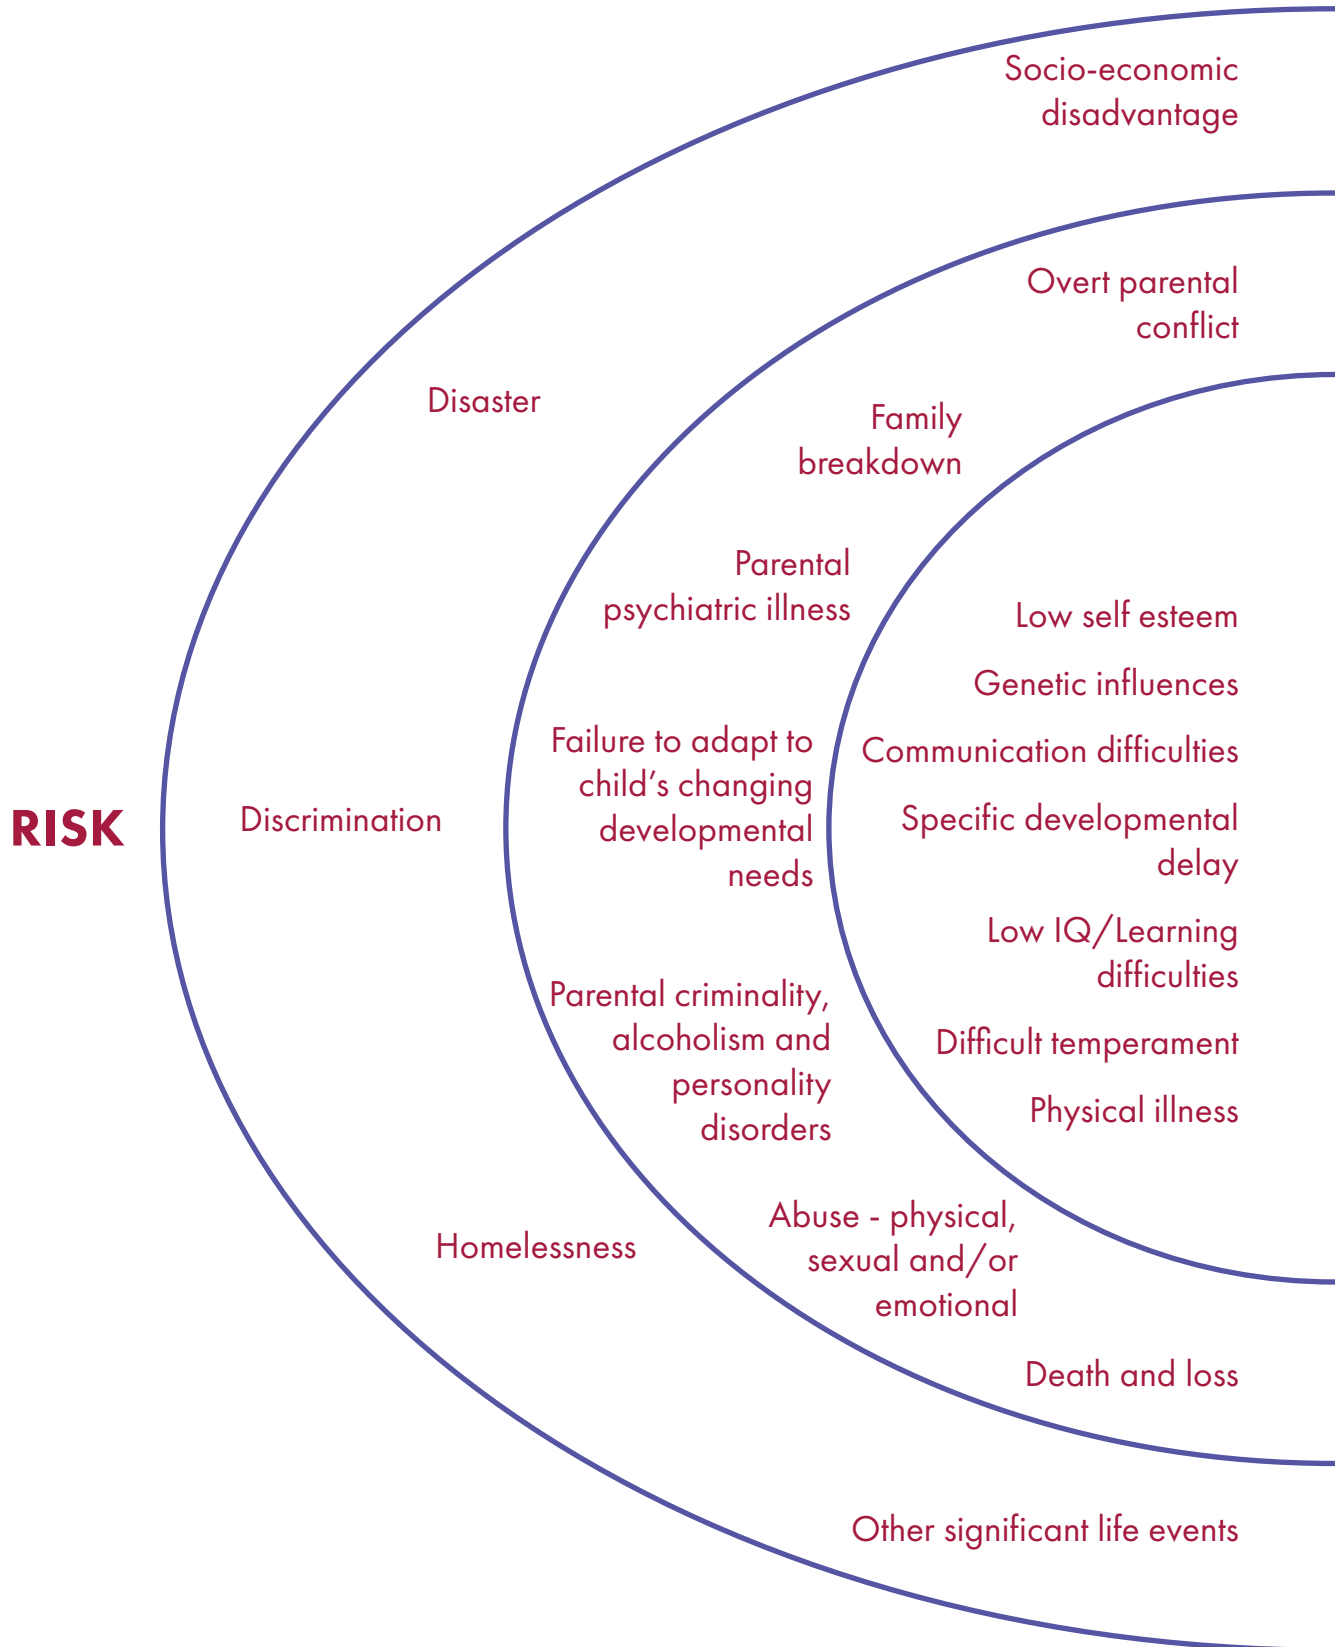 Socio-economic
disadvantage
Overt parental
conflict
Disaster
Family
breakdown
Parental
psychiatric illness
Low self esteem
Genetic influences
Failure to adapt to
child's changing
developmental
needs
Communication difficulties
RISK
Discrimination
Specific developmental
delay
Low IQ/Learning
difficulties
Parental criminality,
alcoholism and
personality
disorders
Difficult temperament
Physical illness
Homelessness
Abuse - physical,
sexual and/or
emotional
Death and loss
Other significant life events